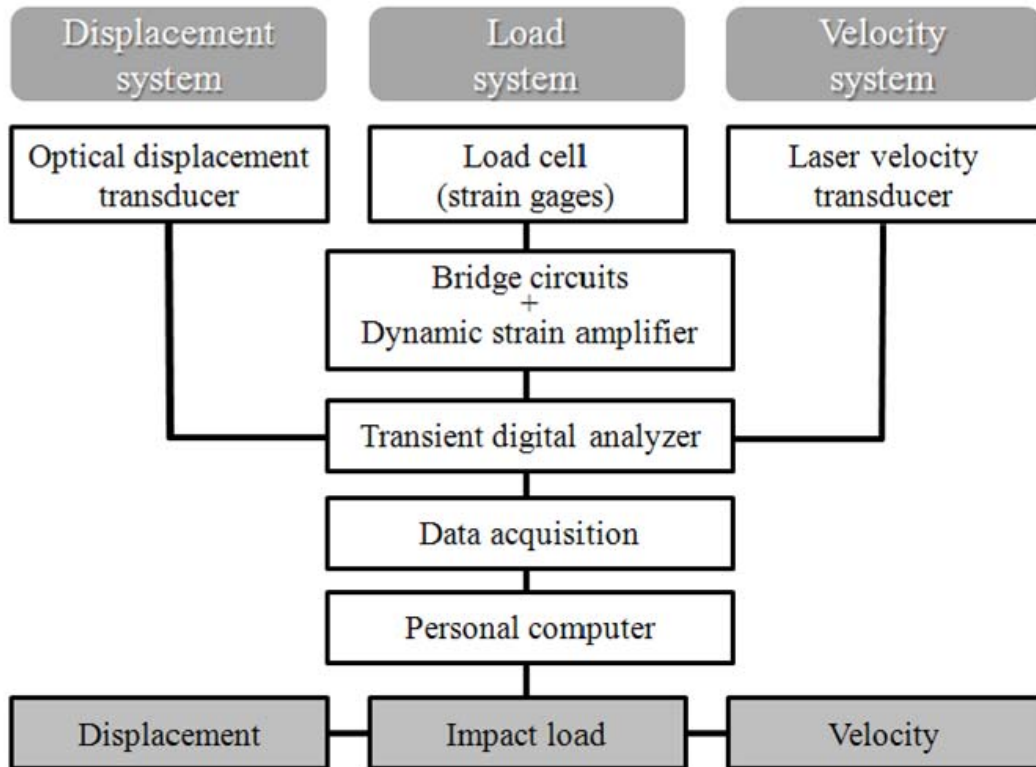 Displacement
system
Load
system
Velocity
system
Optical displacement
transducer
Load cell
(strain gages)
Laser velocity
transducer
Bridge circuits
+
Dynamic strain amplifier
Transient digital analyzer
Data acquisition
Personal computer
Displacement
Impact load
Velocity